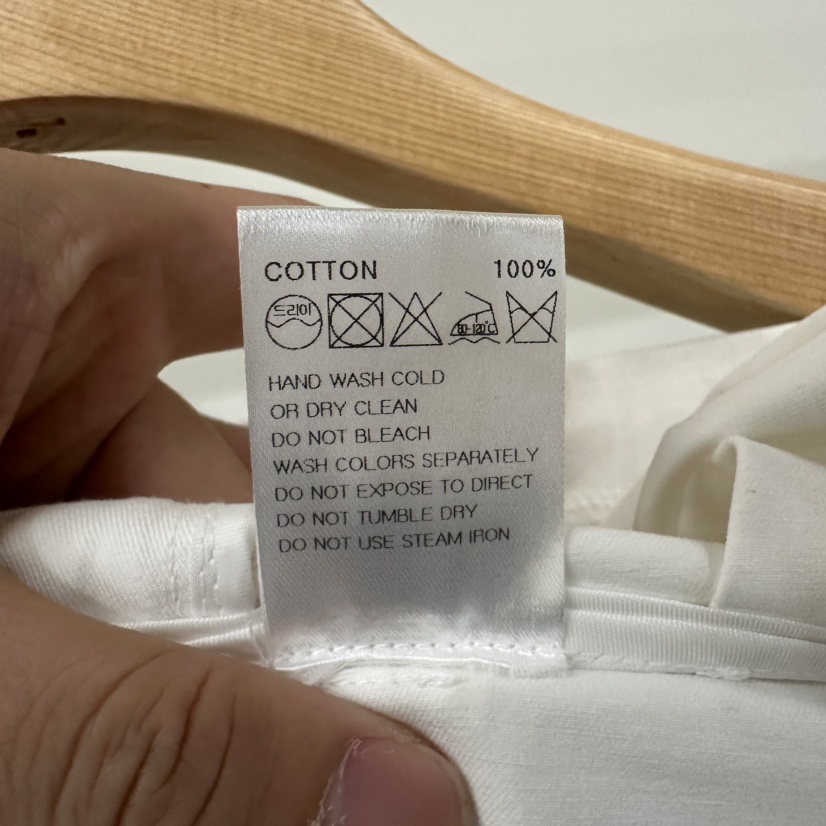 COTTON 100%
드라이
80-120℃
HAND WASH COLD
OR DRY CLEAN
DO NOT BLEACH
WASH COLORS SEPARATELY
DO NOT EXPOSE TO DIRECT
DO NOT TUMBLE DRY
DO NOT USE STEAM IRON